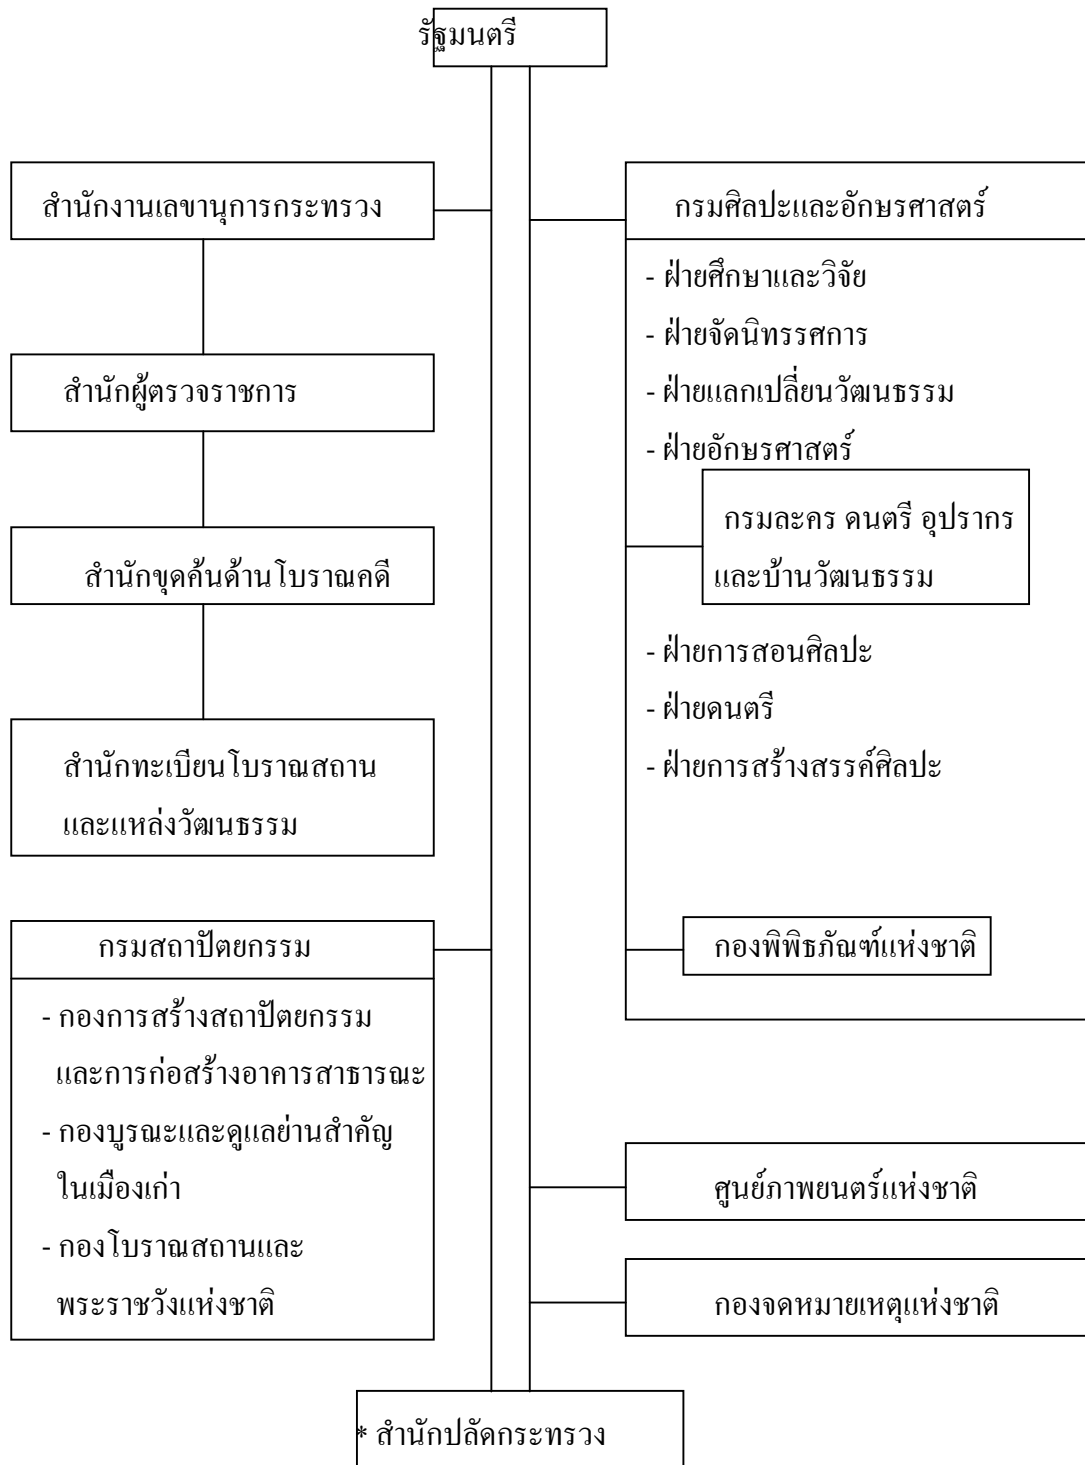 รัฐมนตรี
สำนักงานเลขานุการกระทรวง
สำนักผู้ตรวจราชการ
สำนักขุดค้นด้านโบราณคดี
สำนักทะเบียนโบราณสถาน
และแหล่งวัฒนธรรม
กรมสถาปัตยกรรม
- กองการสร้างสถาปัตยกรรม
และการก่อสร้างอาคารสาธารณะ
- กองบูรณะและดูแลย่านสำคัญ
ในเมืองเก่า
- กองโบราณสถานและ
พระราชวังแห่งชาติ
กรมศิลปะและอักษรศาสตร์
- ฝ่ายศึกษาและวิจัย
- ฝ่ายจัดนิทรรศการ
- ฝ่ายแลกเปลี่ยนวัฒนธรรม
- ฝ่ายอักษรศาสตร์
กรมละคร ดนตรี อุปรากร
และบ้านวัฒนธรรม
- ฝ่ายการสอนศิลปะ
- ฝ่ายดนตรี
- ฝ่ายการสร้างสรรค์ศิลปะ
กองพิพิธภัณฑ์แห่งชาติ
ศูนย์ภาพยนตร์แห่งชาติ
กองจดหมายเหตุแห่งชาติ
* สำนักปลัดกระทรวง